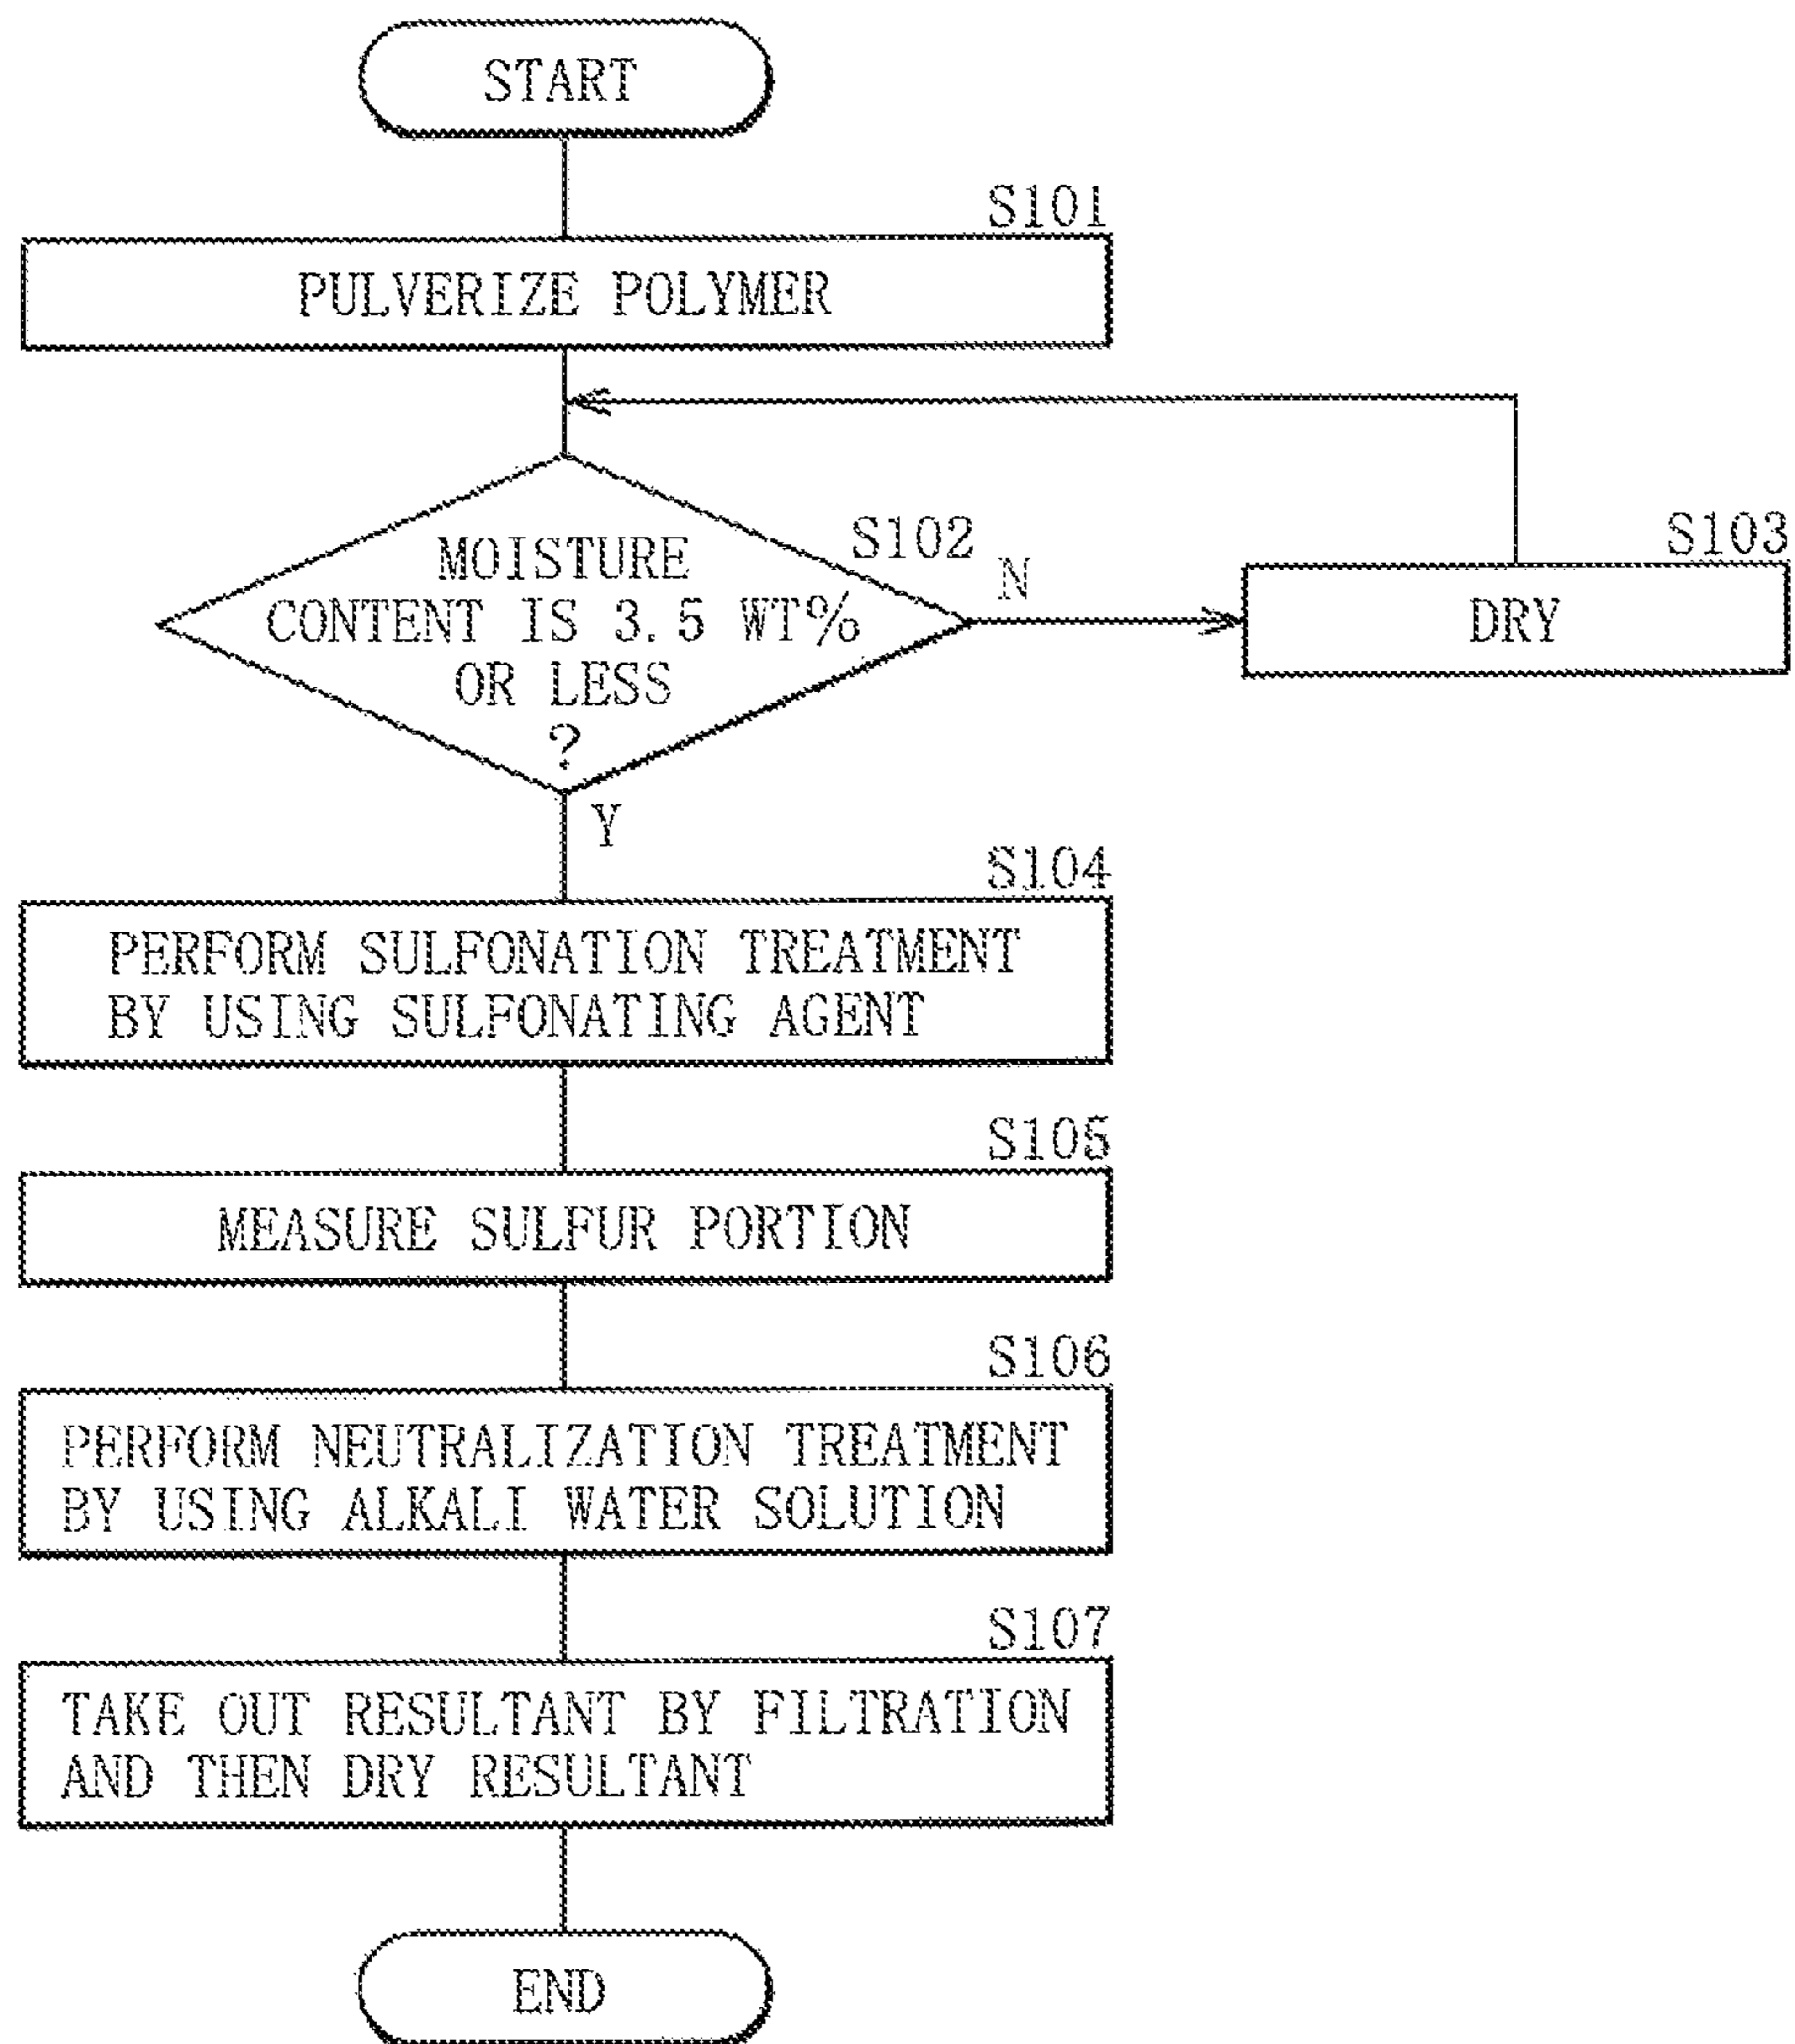 START
S101
PULVERIZE POLYMER
S102
MOISTURE
CONTENT IS 3.5 WT%
OR LESS
?
N
S103
DRY
Y
S104
PERFORM SULFONATION TREATMENT
BY USING SULFONATING AGENT
S105
MEASURE SULFUR PORTION
S106
PERFORM NEUTRALIZATION TREATMENT
BY USING ALKALI WATER SOLUTION
S107
TAKE OUT RESULTANT BY FILTRATION
AND THEN DRY RESULTANT
END